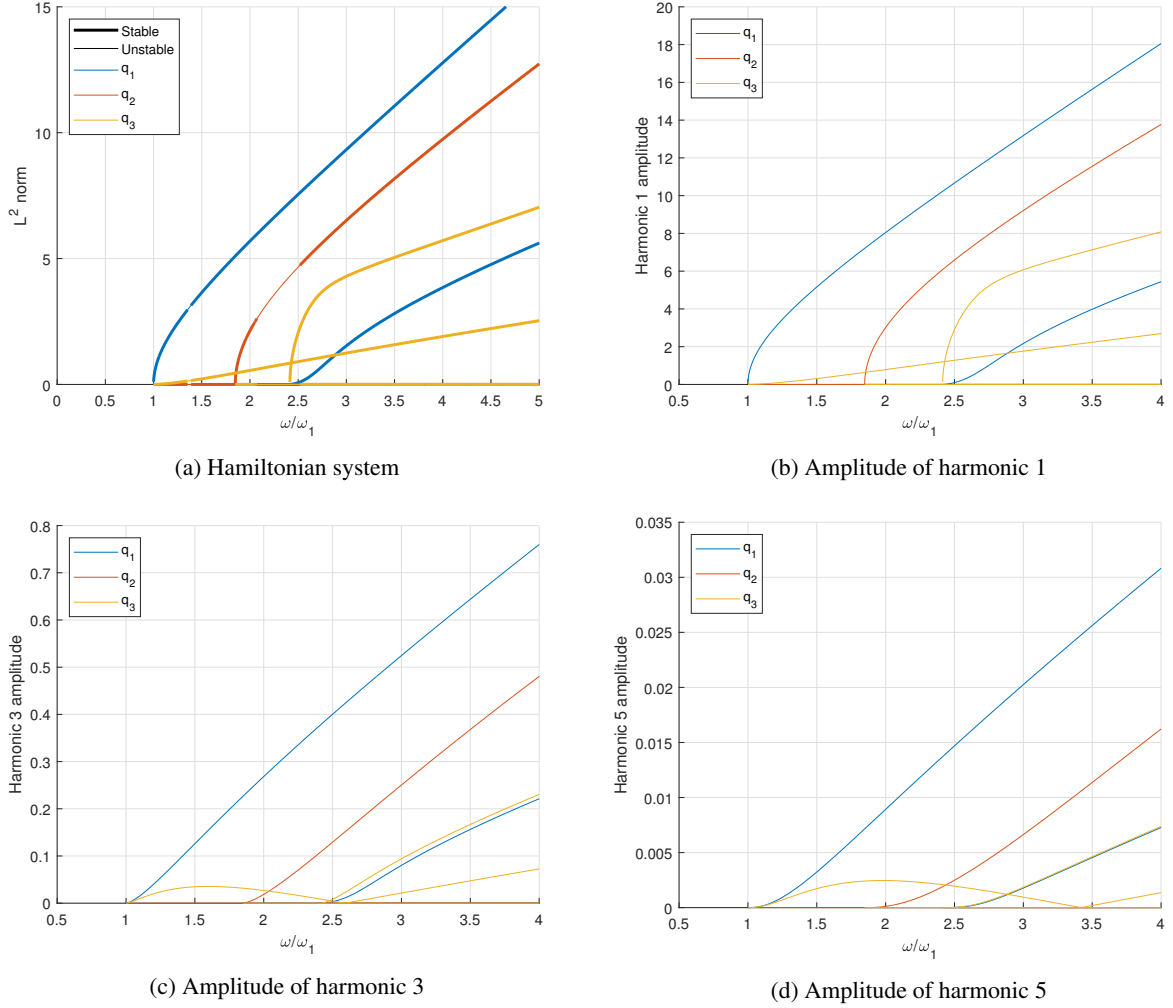 Stable
Unstable
q1
q2
q3
15
10
5
0
L2 norm
0 0.5 1 1.5 2 2.5 3 3.5 4 4.5 5
ω/ω1
(a) Hamiltonian system
q1
q2
q3
20
18
16
14
12
10
8
6
4
2
0
Harmonic 1 amplitude
0.5 1 1.5 2 2.5 3 3.5 4
ω/ω1
(b) Amplitude of harmonic 1
q1
q2
q3
0.8
0.7
0.6
0.5
0.4
0.3
0.2
0.1
0
Harmonic 3 amplitude
0.5 1 1.5 2 2.5 3 3.5 4
ω/ω1
(c) Amplitude of harmonic 3
q1
q2
q3
0.035
0.03
0.025
0.02
0.015
0.01
0.005
0
Harmonic 5 amplitude
0.5 1 1.5 2 2.5 3 3.5 4
ω/ω1
(d) Amplitude of harmonic 5